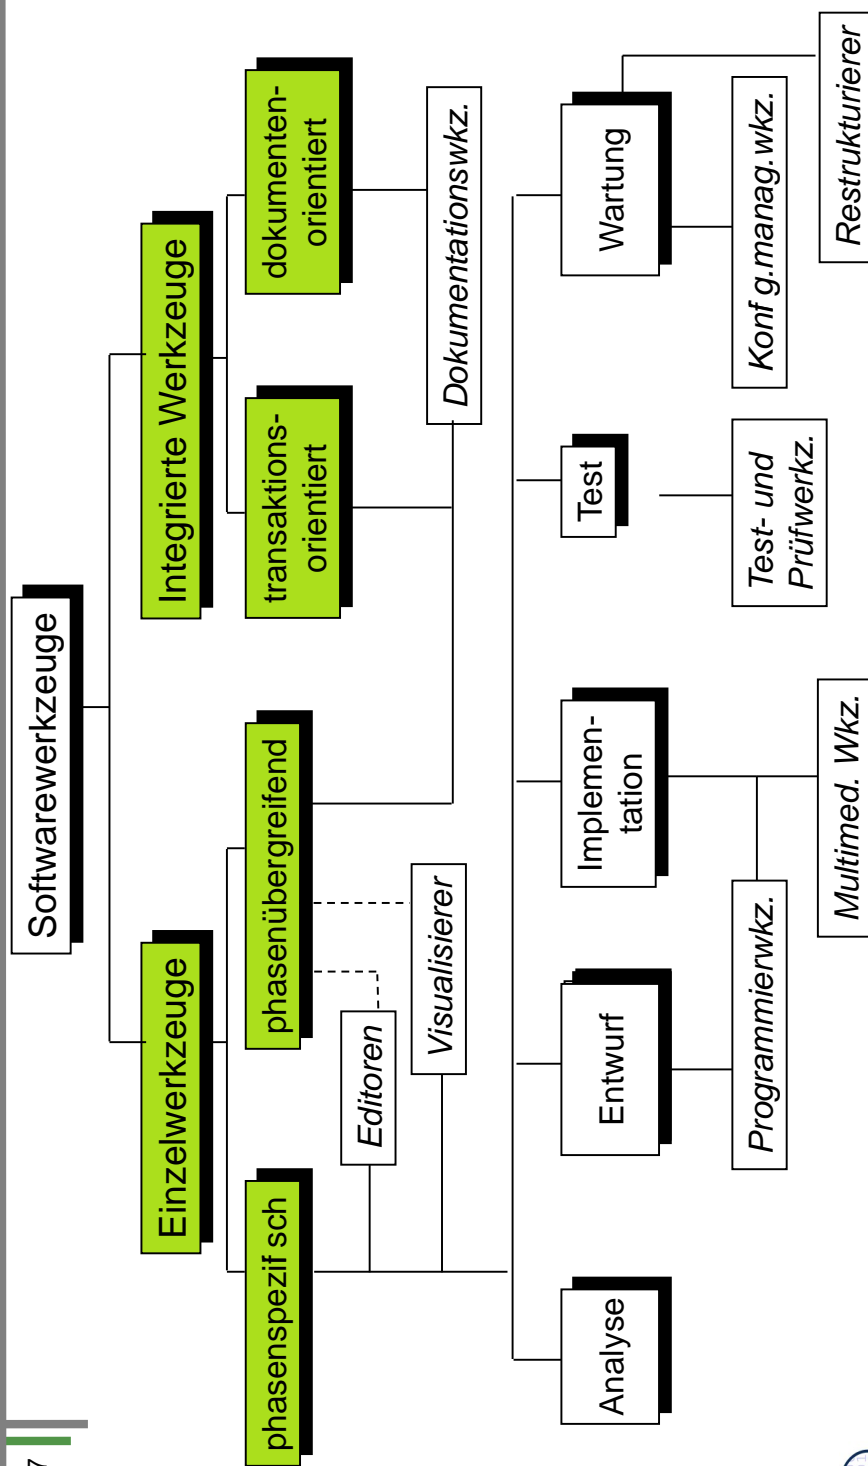 Softwarewerkzeuge
Einzelwerkzeuge
Integrierte Werkzeuge
phasenspezif sch
phasenübergreifend
transaktions-
orientiert
dokumenten-
orientiert
Editoren
Visualisierer
Dokumentationswkz.
Analyse
Entwurf
Implemen-
tation
Test
Wartung
Programmierwkz.
Test- und
Prüfwerkz.
Konf g.manag.wkz.
Multimed. Wkz.
Restrukturierer
7